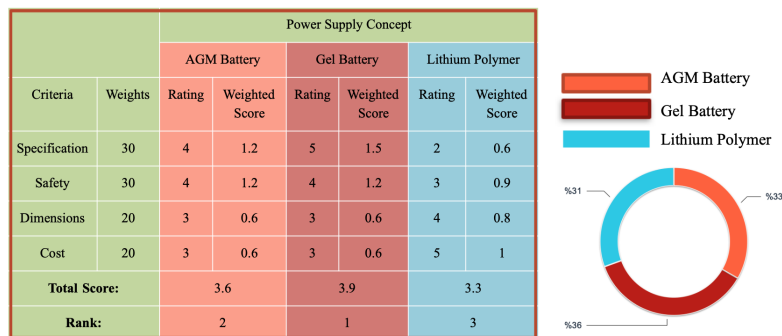 Power Supply Concept
AGM Battery Gel Battery Lithium Polymer
Criteria Weights Rating Weighted Score Rating Weighted Score Rating Weighted Score
Specification 30 4 1.2 5 1.5 2 0.6
Safety 30 4 1.2 4 1.2 3 0.9
Dimensions 20 3 0.6 3 0.6 4 0.8
Cost 20 3 0.6 3 0.6 5 1
Total Score: 3.6 3.9 3.3
Rank: 2 1 3
AGM Battery
Gel Battery
Lithium Polymer
%31
%33
%36